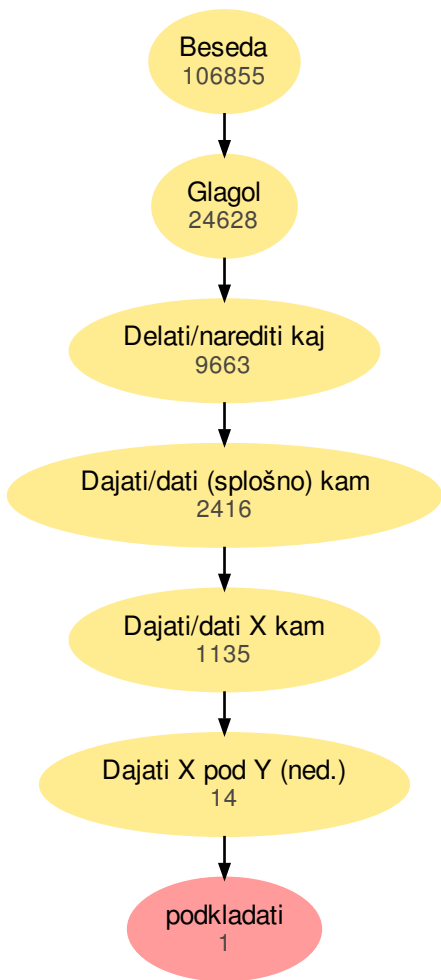 Beseda
106855
Glagol
24628
Delati/narediti kaj
9663
Dajati/dati (splošno) kam
2416
Dajati/dati X kam
1135
Dajati X pod Y (ned.)
14
podkladati
1